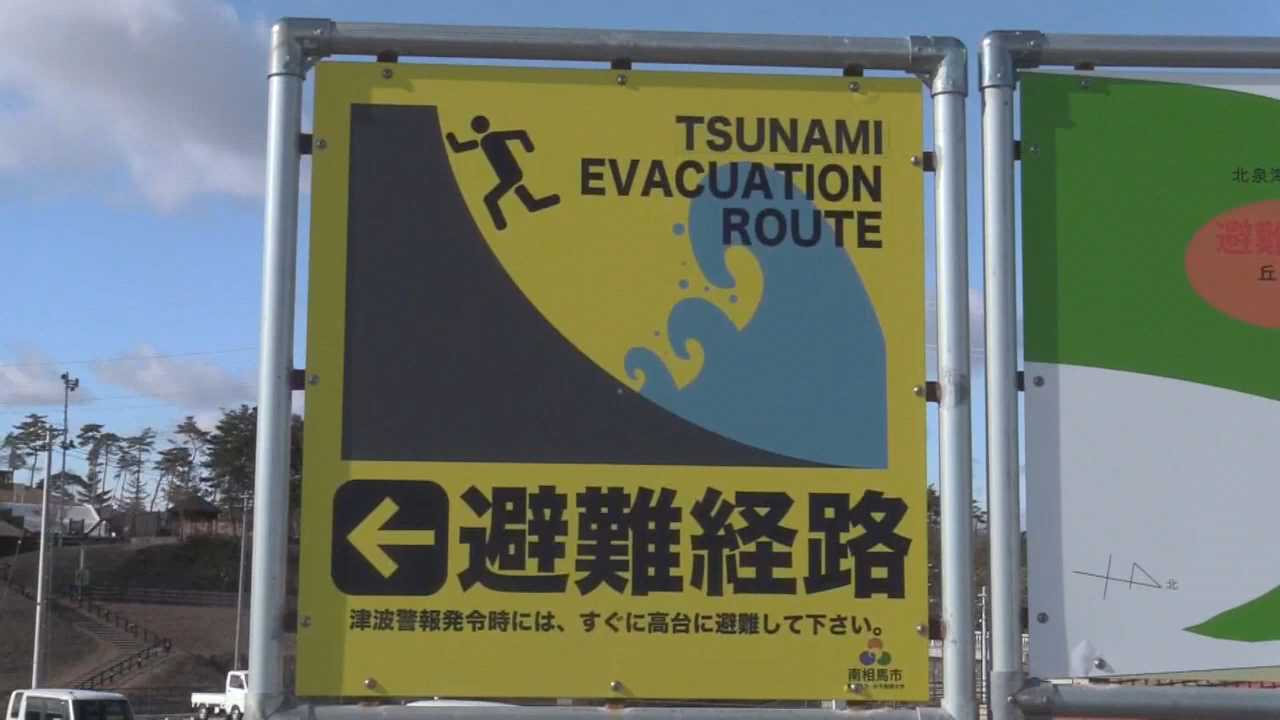 TSUNAMI
EVACUATION
ROUTE
避難経路
津波警報発令時には、すぐに高台に避難して下さい。
南相馬市
北泉海
避難
丘
北